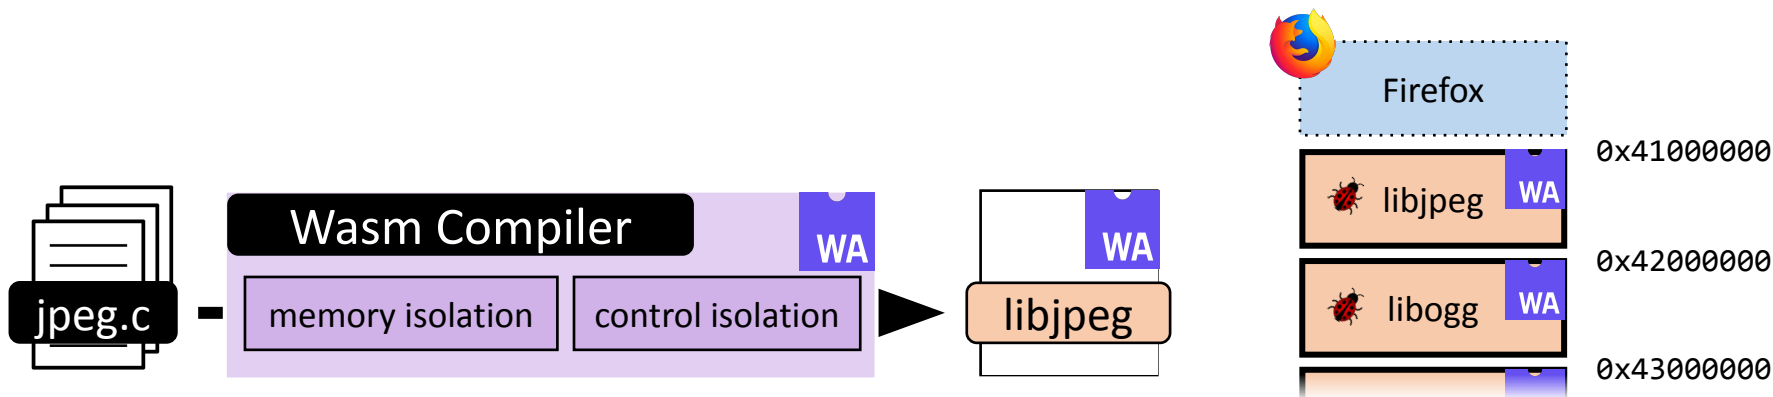 jpeg.c
Wasm Compiler
WA
memory isolation
control isolation
WA
libjpeg
Firefox
0x41000000
libjpeg
WA
0x42000000
libogg
WA
0x43000000